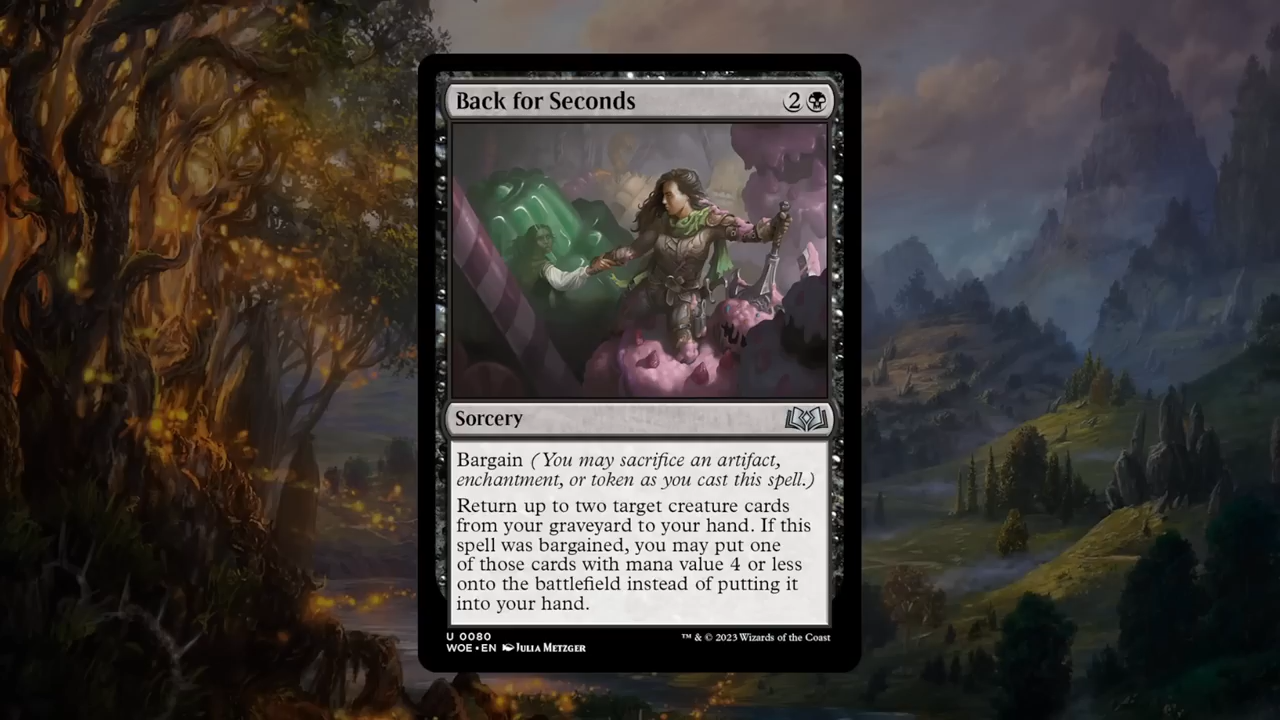 Back for Seconds 2
Sorcery
Bargain (You may sacrifice an artifact,
enchantment, or token as you cast this spell.)
Return up to two target creature cards
from your graveyard to your hand. If this
spell was bargained, you may put one
of those cards with mana value 4 or less
onto the battlefield instead of putting it
into your hand.
U 0080 ™ & © 2023 Wizards of the Coast
WOE • EN Julia Metzger